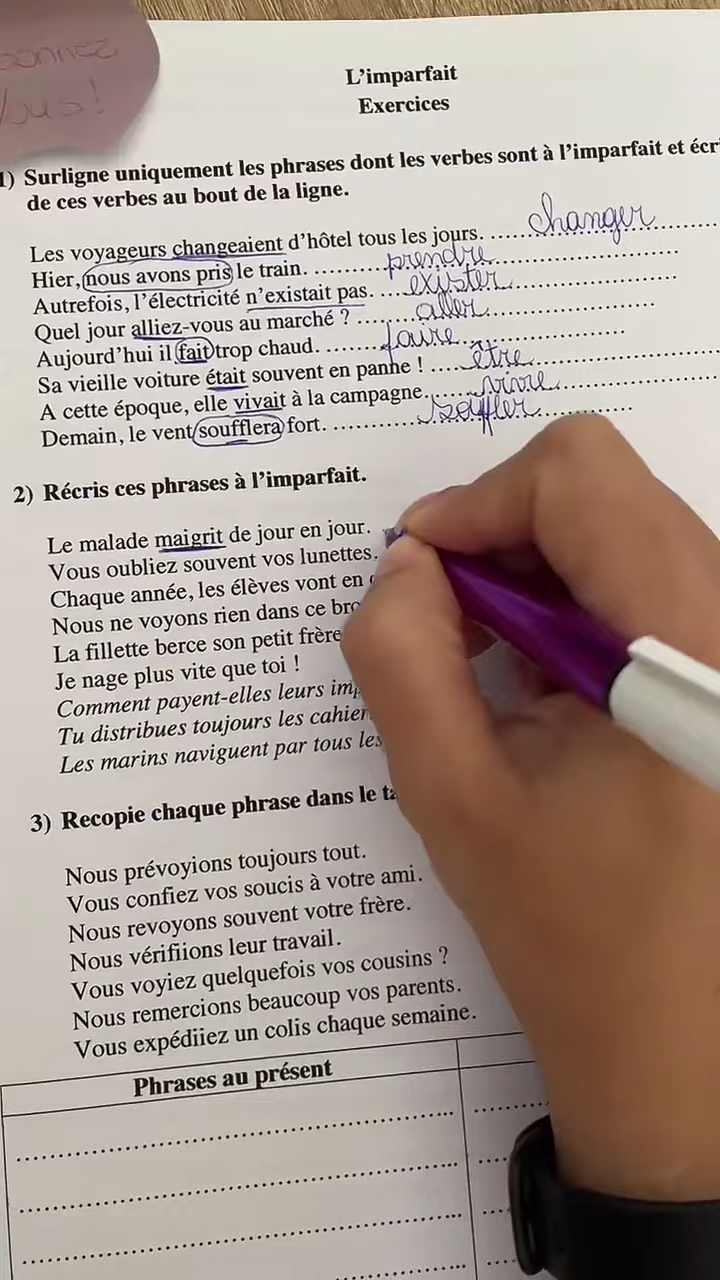 onnez
Vous!
L'imparfait
Exercices
1) Surligne uniquement les phrases dont les verbes sont à l'imparfait et écri
de ces verbes au bout de la ligne.
Les voyageurs changeaient d'hôtel tous les jours. changer
Hier, nous avons pris le train. prendre
Autrefois, l'électricité n'existait pas. exister
Quel jour alliez-vous au marché ? aller
Aujourd'hui il fait trop chaud. faire
Sa vieille voiture était souvent en panne ! être
A cette époque, elle vivait à la campagne. vivre
Demain, le vent soufflera fort.
2) Récris ces phrases à l'imparfait.
Le malade maigrit de jour en jour.
Vous oubliez souvent vos lunettes.
Chaque année, les élèves vont en
Nous ne voyons rien dans ce bro
La fillette berce son petit frère
Je nage plus vite que toi !
Comment payent-elles leurs imp
Tu distribues toujours les cahier
Les marins naviguent par tous les
3) Recopie chaque phrase dans le ta
Nous prévoyions toujours tout.
Vous confiez vos soucis à votre ami.
Nous revoyons souvent votre frère.
Nous vérifiions leur travail.
Vous voyiez quelquefois vos cousins ?
Nous remercions beaucoup vos parents.
Vous expédiiez un colis chaque semaine.
Phrases au présent